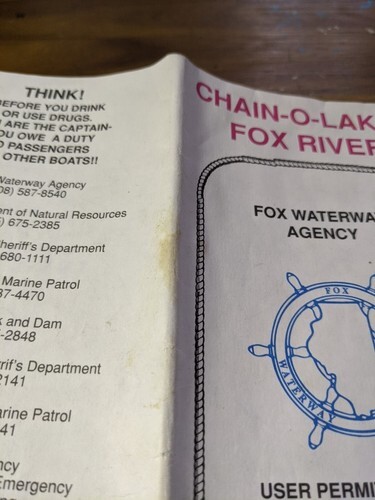 THINK!
BEFORE YOU DRINK
OR USE DRUGS.
ARE THE CAPTAIN-
OU OWE A DUTY
O PASSENGERS
OTHER BOATS!!
Waterway Agency
08) 587-8540
ent of Natural Resources
675-2385
heriff's Department
680-1111
Marine Patrol
37-4470
k and Dam
-2848
rrif's Department
2141
arine Patrol
41
ncy
Emergency
CHAIN-O-LAK
FOX RIVER
FOX WATERWA
AGENCY
FOX
WATERWAY
USER PERMI